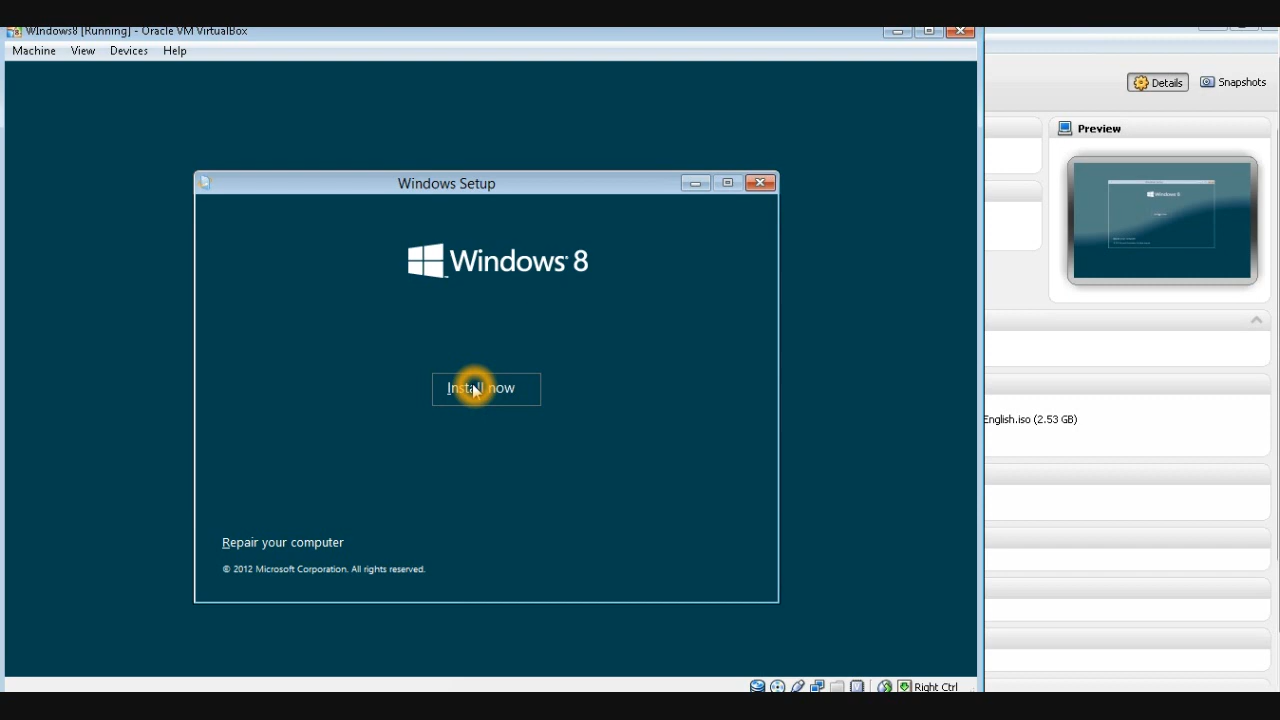 WIndows8 [Running] - Oracle VM VirtualBox
Machine View Devices Help
Details Snapshots
Preview
Windows Setup
Windows 8
Install now
English.iso (2.53 GB)
Repair your computer
© 2012 Microsoft Corporation. All rights reserved.
Right Ctrl